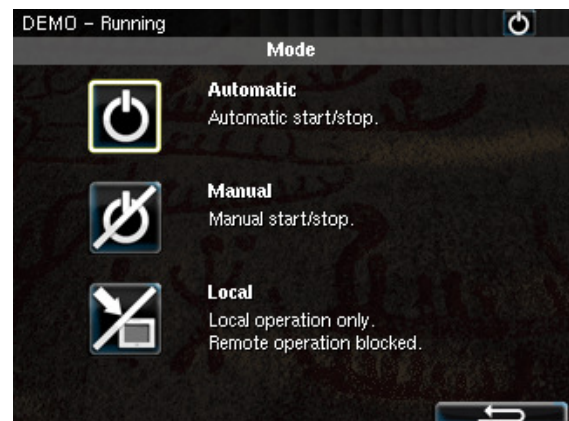 DEMO – Running
Mode
Automatic
Automatic start/stop.
Manual
Manual start/stop.
Local
Local operation only.
Remote operation blocked.